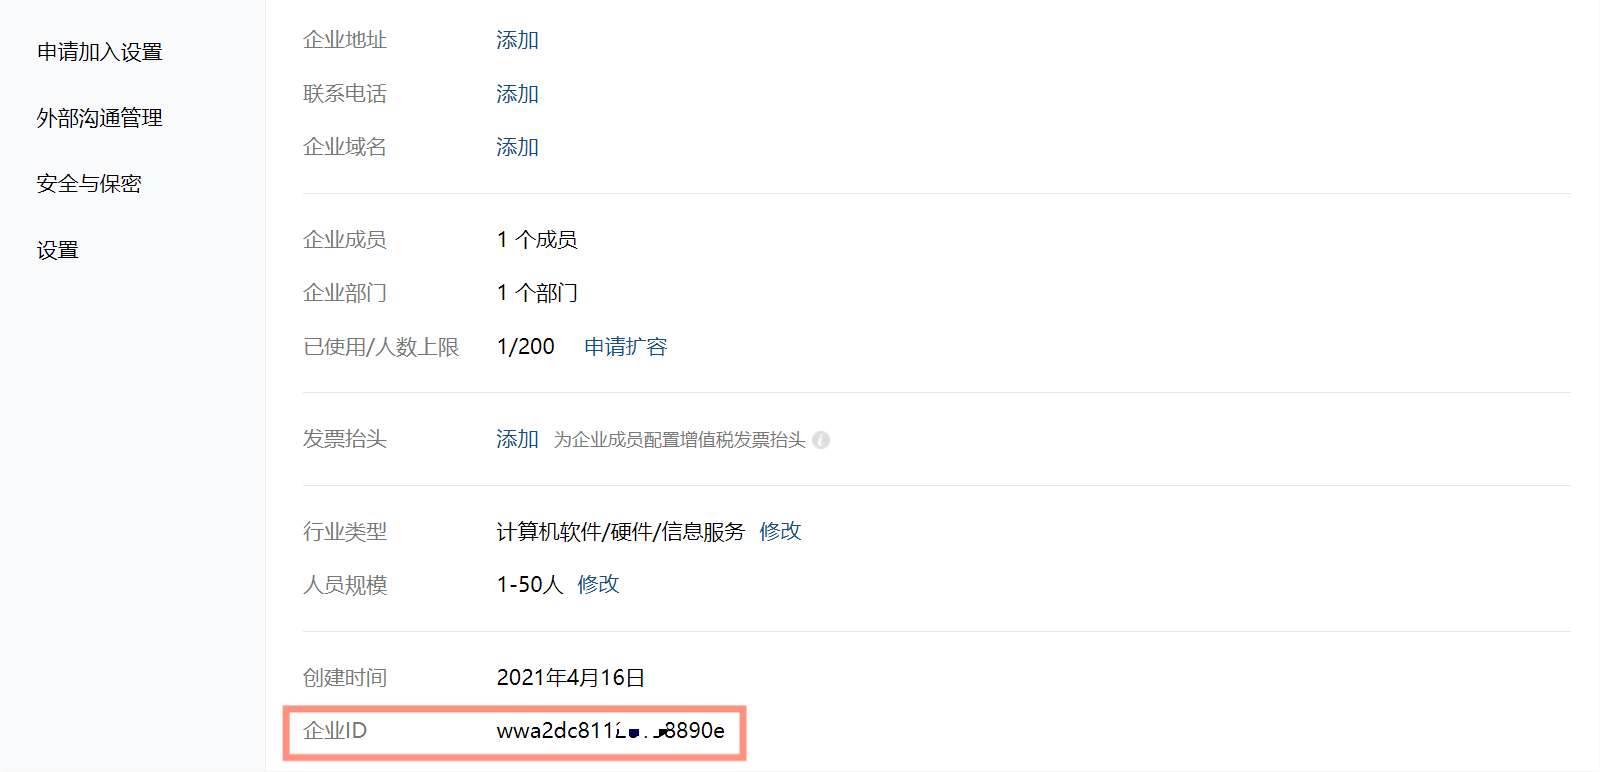 申请加入设置
外部沟通管理
安全与保密
设置
企业地址 添加
联系电话 添加
企业域名 添加
企业成员 1 个成员
企业部门 1 个部门
已使用/人数上限 1/200 申请扩容
发票抬头 添加 为企业成员配置增值税发票抬头
行业类型 计算机软件/硬件/信息服务 修改
人员规模 1-50人 修改
创建时间 2021年4月16日
企业ID